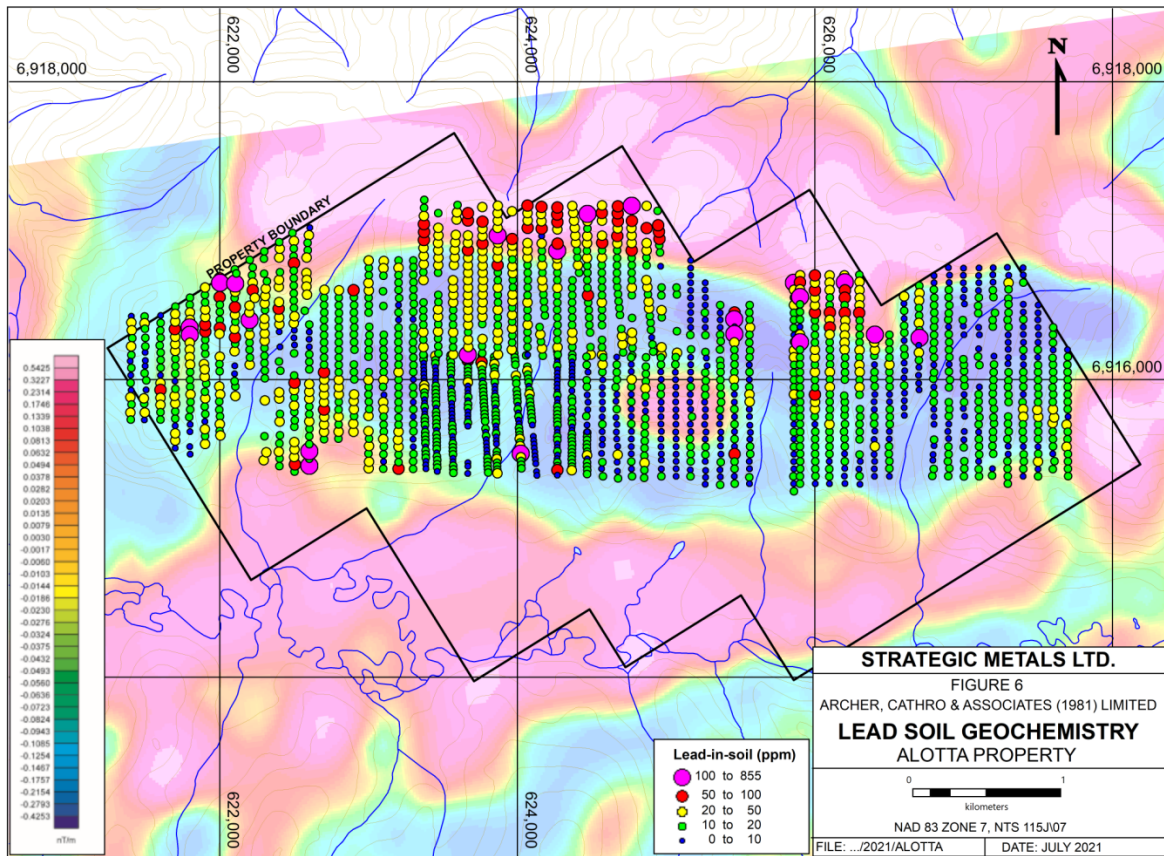 622,000
624,000
626,000
6,918,000
6,918,000
N
PROPERTY BOUNDARY
6,916,000
0.5425
0.3227
0.2314
0.1746
0.1339
0.1038
0.0813
0.0632
0.0494
0.0378
0.0282
0.0203
0.0135
0.0079
0.0030
-0.0017
-0.0060
-0.0103
-0.0144
-0.0186
-0.0230
-0.0276
-0.0324
-0.0375
-0.0432
-0.0493
-0.0560
-0.0636
-0.0723
-0.0824
-0.0943
-0.1085
-0.1254
-0.1467
-0.1757
-0.2154
-0.2793
-0.4253
nT/m
622,000
624,000
Lead-in-soil (ppm)
100 to 855
50 to 100
20 to 50
10 to 20
0 to 10
STRATEGIC METALS LTD.
FIGURE 6
ARCHER, CATHRO & ASSOCIATES (1981) LIMITED
LEAD SOIL GEOCHEMISTRY
ALOTTA PROPERTY
0 1
kilometers
NAD 83 ZONE 7, NTS 115J\07
FILE: .../2021/ALOTTA DATE: JULY 2021